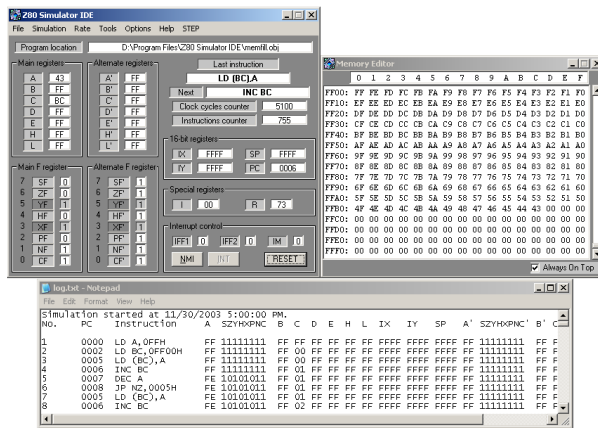 Z80 Simulator IDE
File Simulation Rate Tools Options Help STEP
Program location D:\Program Files\Z80 Simulator IDE\memfill.obj
Main registers
A 43
B FF
C BC
D FF
E FF
H FF
L FF
Alternate registers
A' FF
B' FF
C' FF
D' FF
E' FF
H' FF
L' FF
Last instruction
LD (BC),A
Next INC BC
Clock cycles counter 5100
Instructions counter 755
16-bit registers
IX FFFF SP FFFF
IY FFFF PC 0006
Main F register
7 SF 0
6 ZF 0
5 YF 1
4 HF 0
3 XF 1
2 PF 0
1 NF 1
0 CF 1
Alternate F register
7 SF' 1
6 ZF' 1
5 YF' 1
4 HF' 1
3 XF' 1
2 PF' 1
1 NF' 1
0 CF' 1
Special registers
I 00 R 73
Interrupt control
IFF1 0 IFF2 0 IM 0
NMI INT RESET
Memory Editor
0 1 2 3 4 5 6 7 8 9 A B C D E F
FF00: FF FE FD FC FB FA F9 F8 F7 F6 F5 F4 F3 F2 F1 F0
FF10: EF EE ED EC EB EA E9 E8 E7 E6 E5 E4 E3 E2 E1 E0
FF20: DF DE DD DC DB DA D9 D8 D7 D6 D5 D4 D3 D2 D1 D0
FF30: CF CE CD CC CB CA C9 C8 C7 C6 C5 C4 C3 C2 C1 C0
FF40: BF BE BD BC BB BA B9 B8 B7 B6 B5 B4 B3 B2 B1 B0
FF50: AF AE AD AC AB AA A9 A8 A7 A6 A5 A4 A3 A2 A1 A0
FF60: 9F 9E 9D 9C 9B 9A 99 98 97 96 95 94 93 92 91 90
FF70: 8F 8E 8D 8C 8B 8A 89 88 87 86 85 84 83 82 81 80
FF80: 7F 7E 7D 7C 7B 7A 79 78 77 76 75 74 73 72 71 70
FF90: 6F 6E 6D 6C 6B 6A 69 68 67 66 65 64 63 62 61 60
FFA0: 5F 5E 5D 5C 5B 5A 59 58 57 56 55 54 53 52 51 50
FFB0: 4F 4E 4D 4C 4B 4A 49 48 47 46 45 44 43 00 00 00
FFC0: 00 00 00 00 00 00 00 00 00 00 00 00 00 00 00 00
FFD0: 00 00 00 00 00 00 00 00 00 00 00 00 00 00 00 00
FFE0: 00 00 00 00 00 00 00 00 00 00 00 00 00 00 00 00
FFF0: 00 00 00 00 00 00 00 00 00 00 00 00 00 00 00 00
Always On Top
log.txt - Notepad
File Edit Format View Help
Simulation started at 11/30/2003 5:00:00 PM.
No. PC Instruction A SZYHXPNC B C D E H L IX IY SP A' SZYHXPNC' B' C
1 0000 LD A,0FFH FF 11111111 FF FF FF FF FF FF FFFF FFFF FFFF FF 11111111 FF F
2 0002 LD BC,0FF00H FF 11111111 FF 00 FF FF FF FF FFFF FFFF FFFF FF 11111111 FF F
3 0005 LD (BC),A FF 11111111 FF 00 FF FF FF FF FFFF FFFF FFFF FF 11111111 FF F
4 0006 INC BC FF 11111111 FF 01 FF FF FF FF FFFF FFFF FFFF FF 11111111 FF F
5 0007 DEC A FE 10101011 FF 01 FF FF FF FF FFFF FFFF FFFF FF 11111111 FF F
6 0008 JP NZ,0005H FE 10101011 FF 01 FF FF FF FF FFFF FFFF FFFF FF 11111111 FF F
7 0005 LD (BC),A FE 10101011 FF 01 FF FF FF FF FFFF FFFF FFFF FF 11111111 FF F
8 0006 INC BC FE 10101011 FF 02 FF FF FF FF FFFF FFFF FFFF FF 11111111 FF F